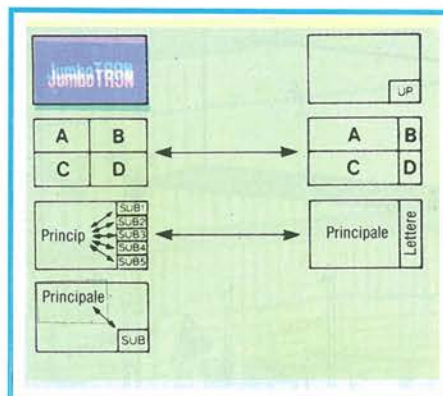 JumboTRON
UP
A B
C D
A B
C D
Princip
SUB1
SUB2
SUB3
SUB4
SUB5
Principale
Lettere
Principale
SUB